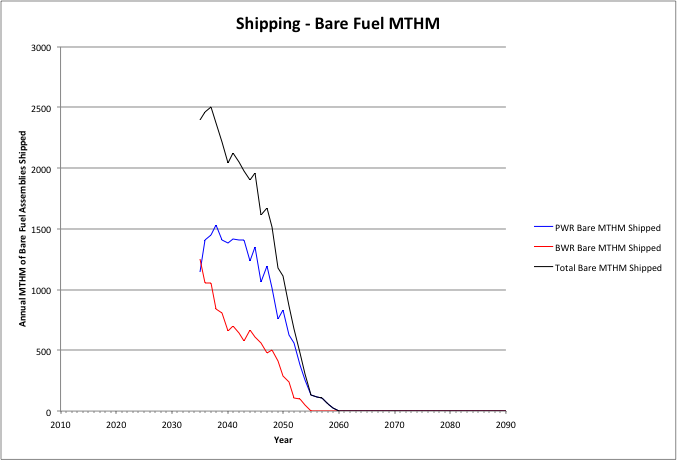 Shipping - Bare Fuel MTHM
3000
2500
2000
1500
1000
500
0
Annual MTHM of Bare Fuel Assemblies Shipped
2010 2020 2030 2040 2050 2060 2070 2080 2090
Year
PWR Bare MTHM Shipped
BWR Bare MTHM Shipped
Total Bare MTHM Shipped